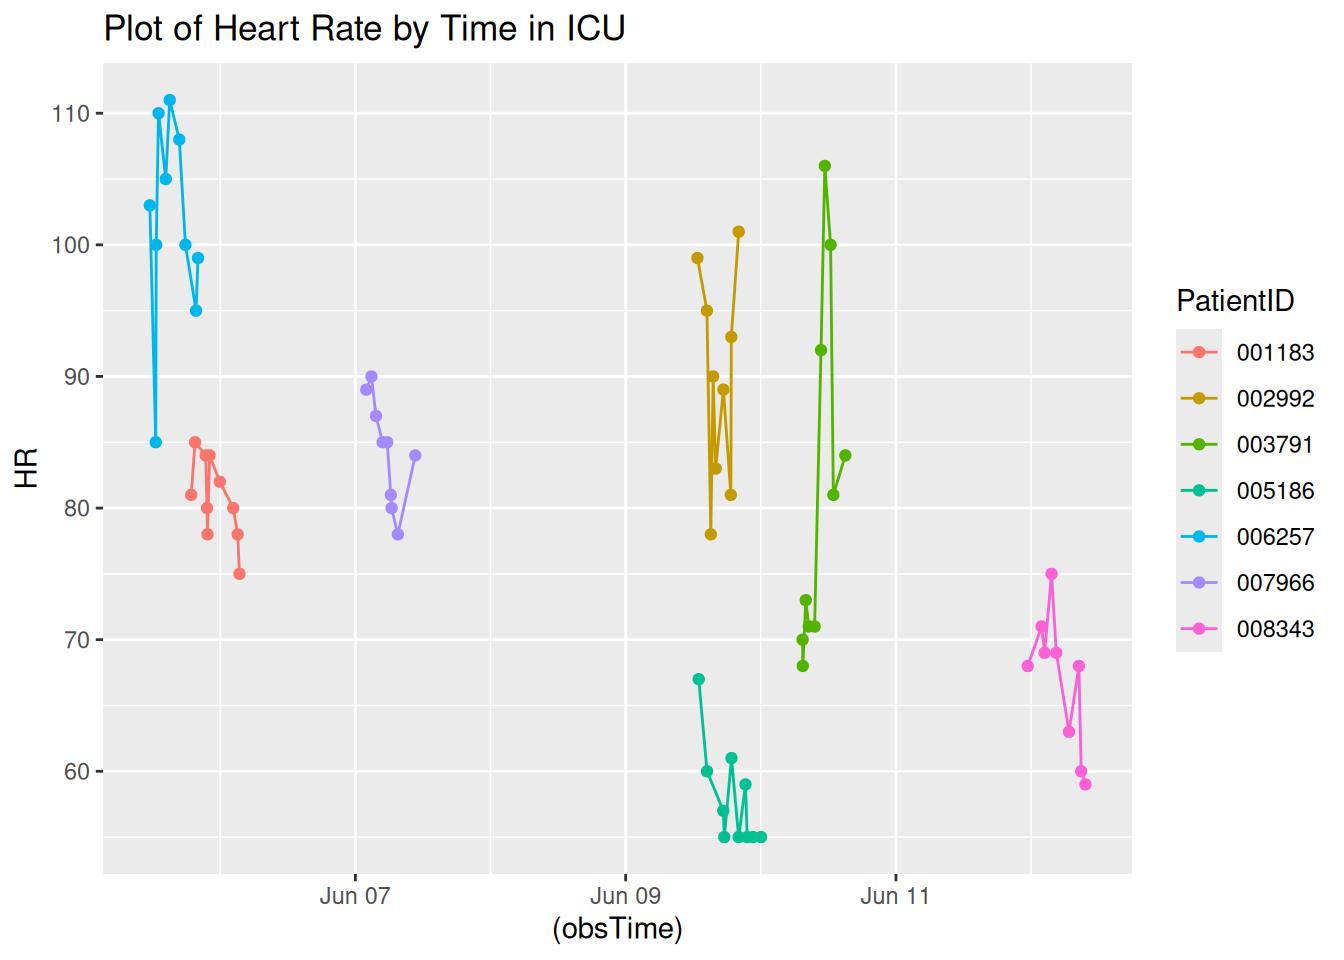 Plot of Heart Rate by Time in ICU
HR
110
100
90
80
70
60
Jun 07
Jun 09
Jun 11
(obsTime)
PatientID
001183
002992
003791
005186
006257
007966
008343